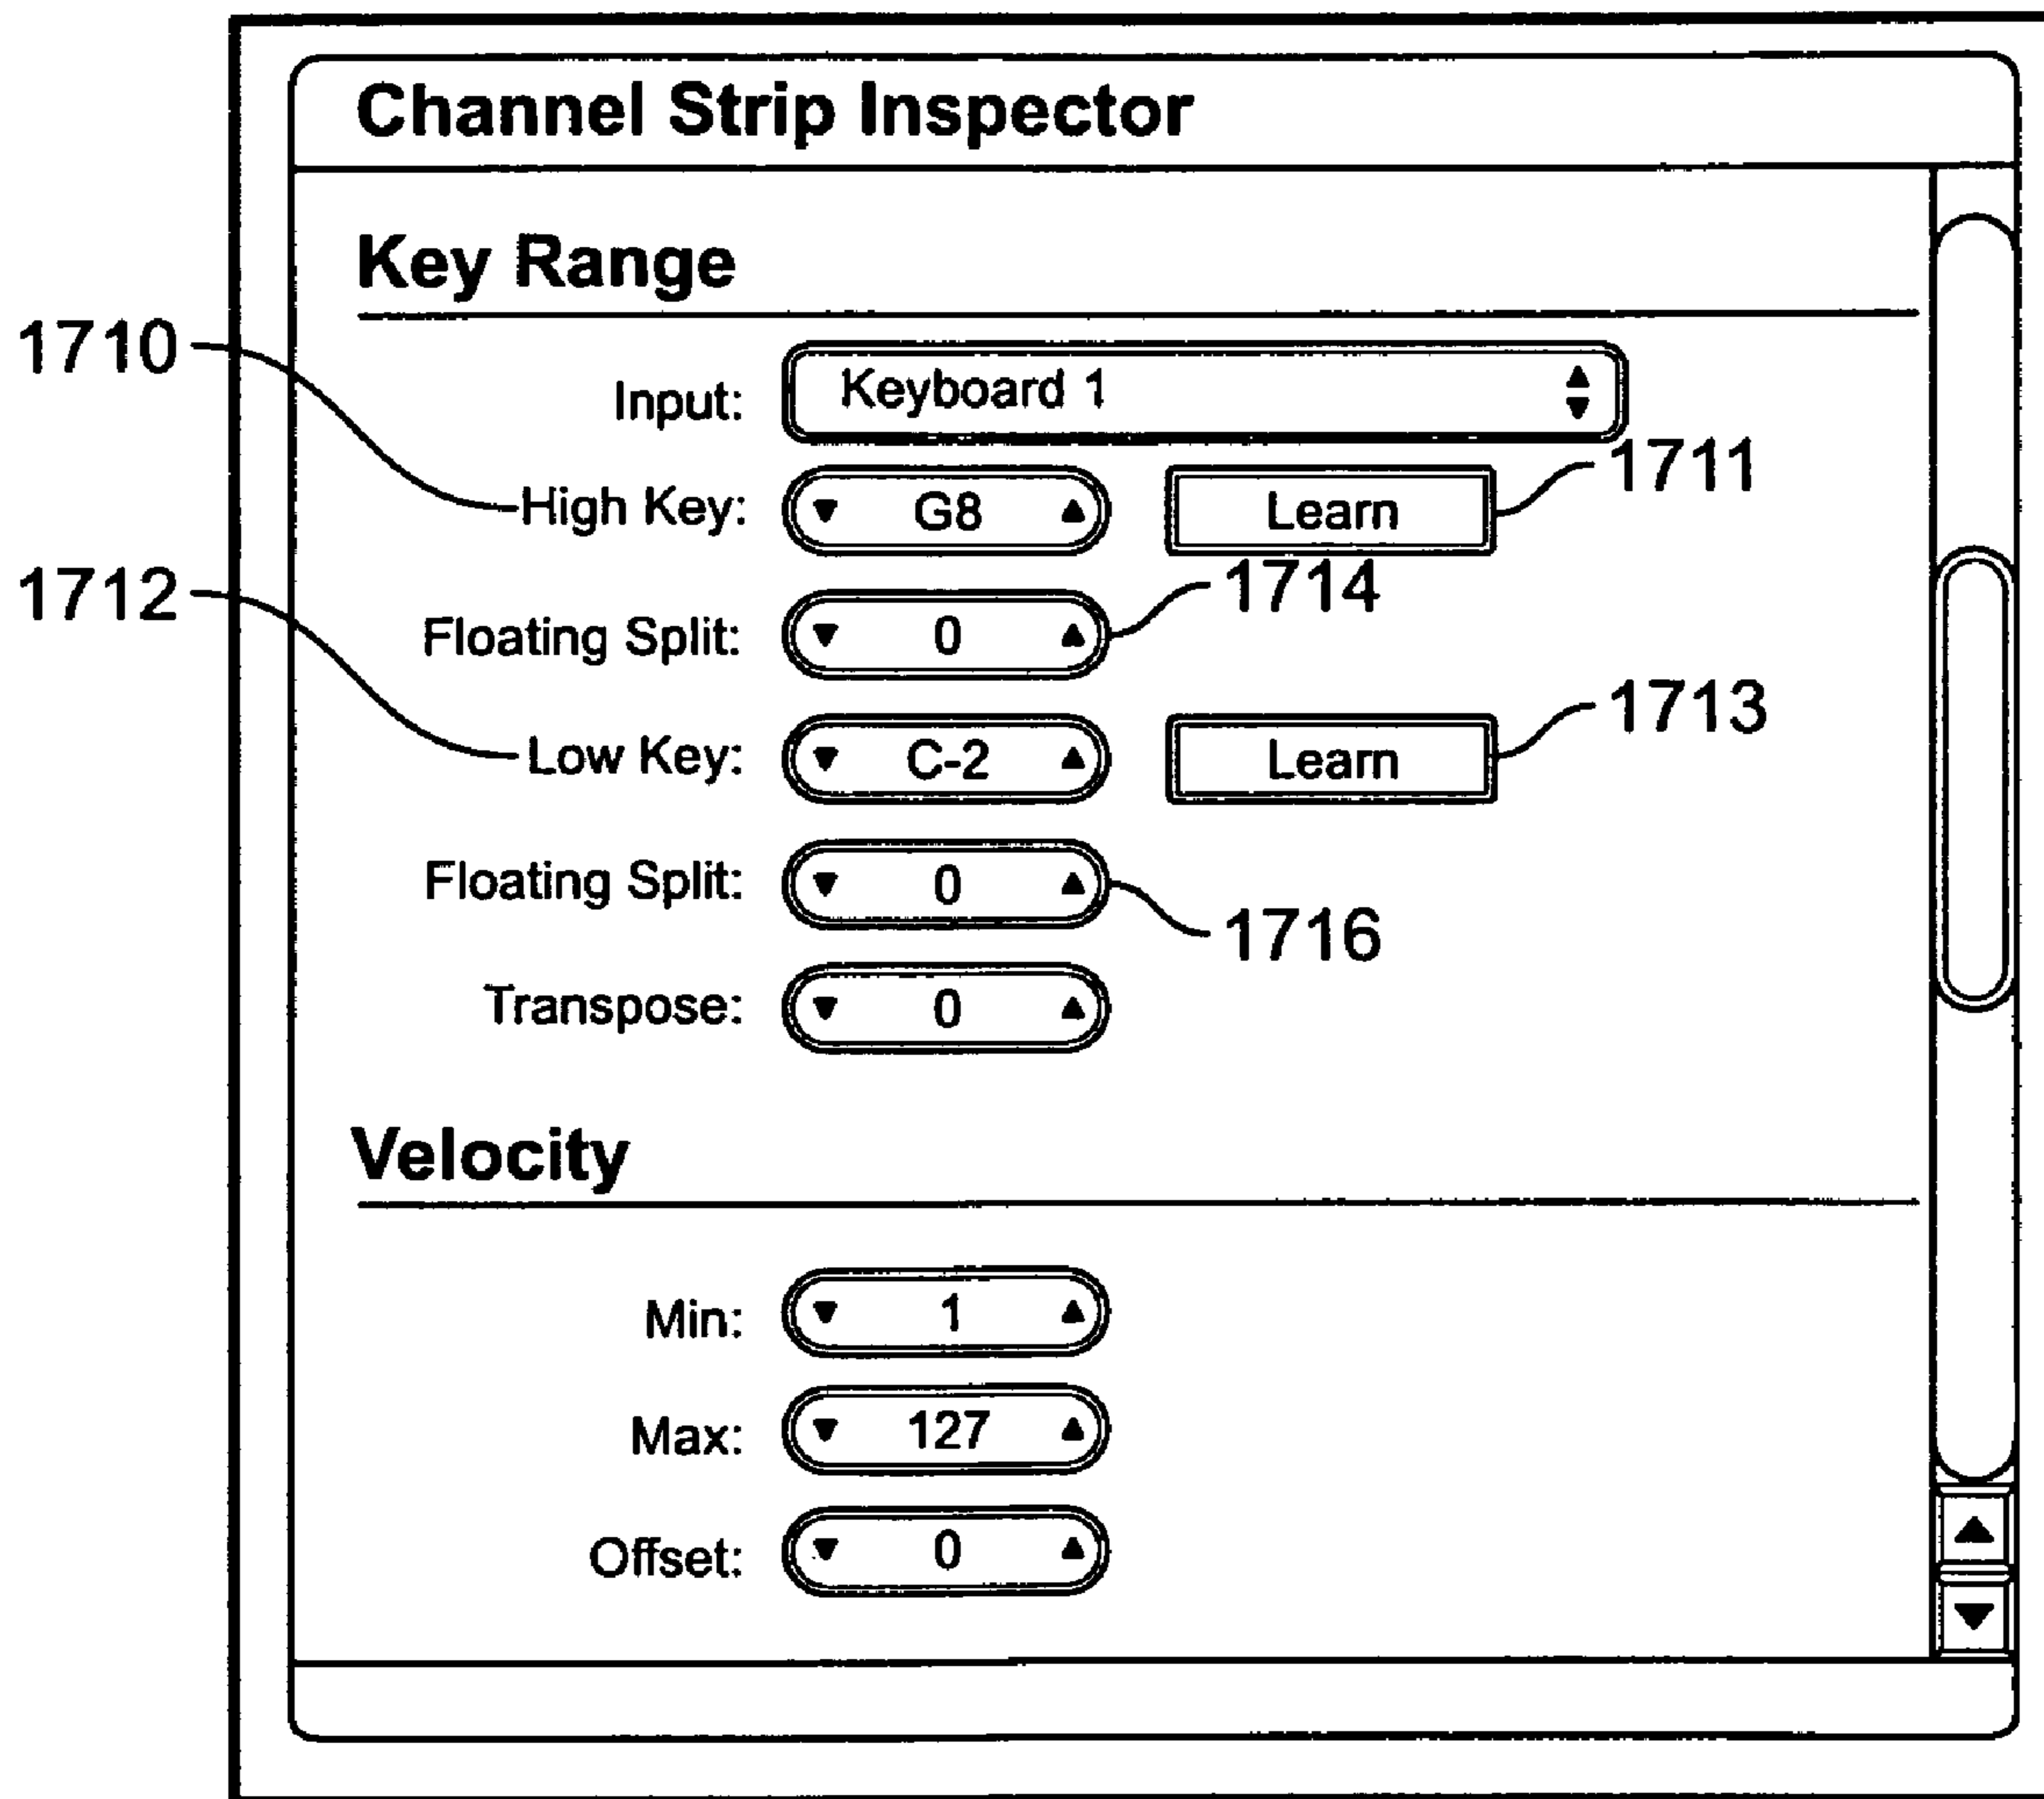 Channel Strip Inspector
Key Range
1710
Input: Keyboard 1
1711
High Key: G8 Learn
1712
1714
Floating Split: 0
1713
Low Key: C-2 Learn
Floating Split: 0
1716
Transpose: 0
Velocity
Min: 1
Max: 127
Offset: 0